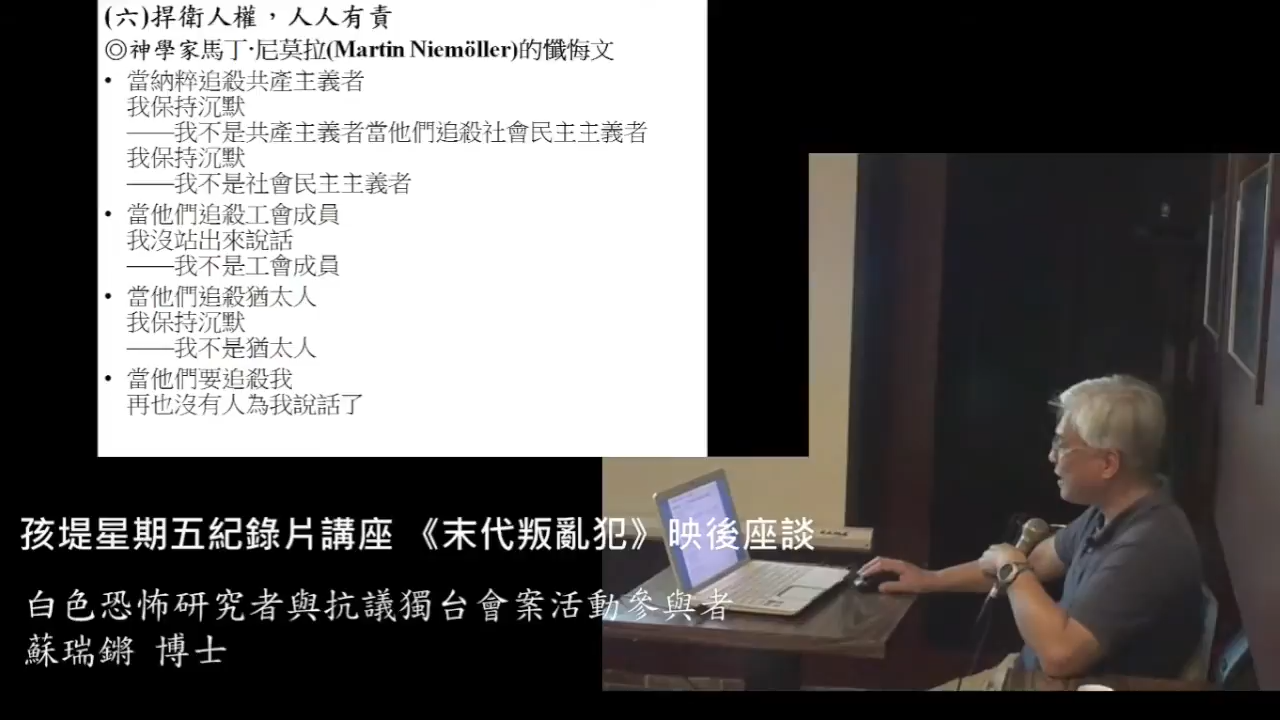 (六)捍衛人權，人人有責
◎神學家馬丁·尼莫拉(Martin Niemöller)的懺悔文
• 當納粹追殺共產主義者
我保持沉默
——我不是共產主義者當他們追殺社會民主主義者
我保持沉默
——我不是社會民主主義者
• 當他們追殺工會成員
我沒站出來說話
——我不是工會成員
• 當他們追殺猶太人
我保持沉默
——我不是猶太人
• 當他們要追殺我
再也沒有人為我說話了
孩堤星期五紀錄片講座 《末代叛亂犯》映後座談
白色恐怖研究者與抗議獨台會案活動參與者
蘇瑞鏘 博士